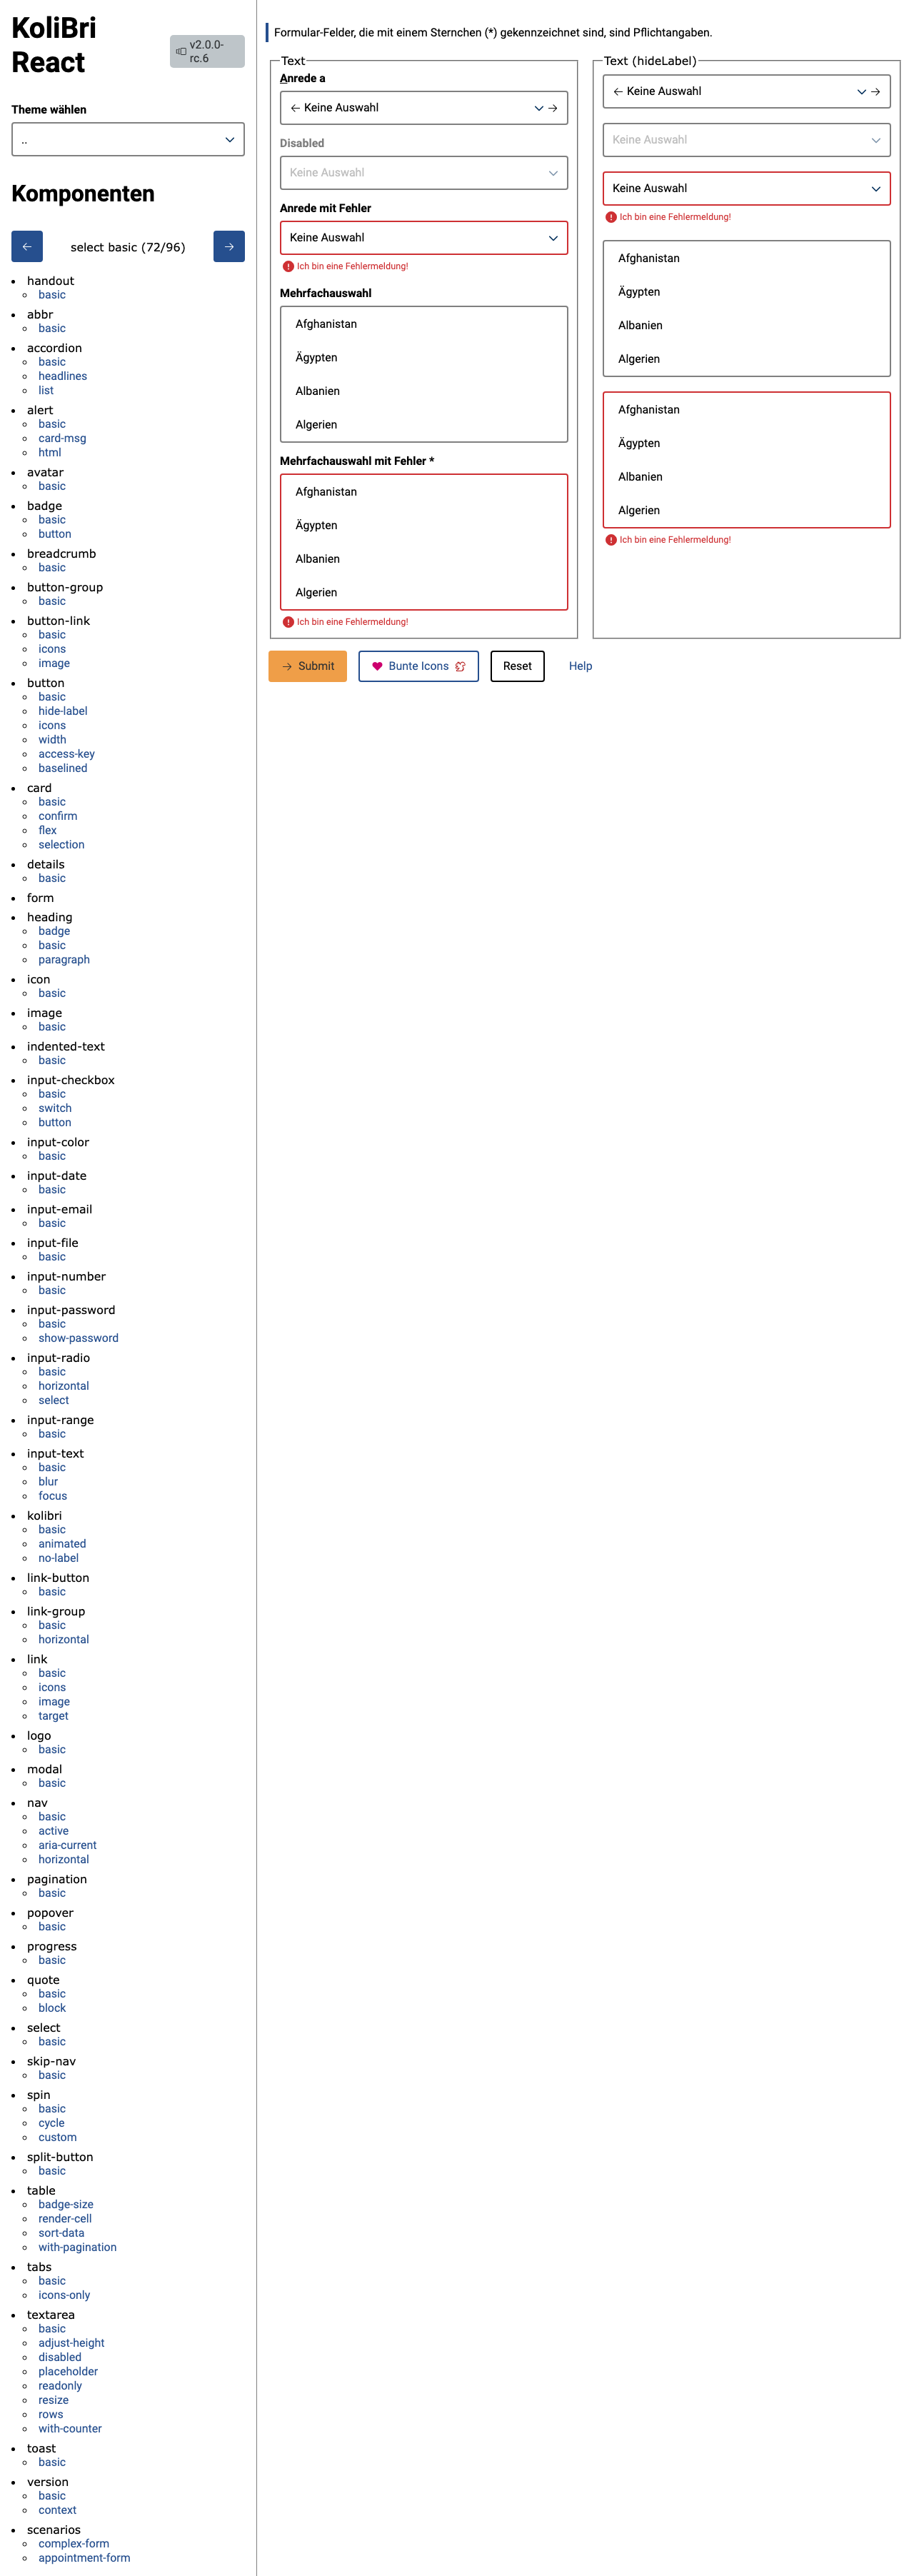 KoliBri
React
v2.0.0-
rc.6
Theme wählen
..
Komponenten
select basic (72/96)
handout
basic
abbr
basic
accordion
basic
headlines
list
alert
basic
card-msg
html
avatar
basic
badge
basic
button
breadcrumb
basic
button-group
basic
button-link
basic
icons
image
button
basic
hide-label
icons
width
access-key
baselined
card
basic
confirm
flex
selection
details
basic
form
heading
badge
basic
paragraph
icon
basic
image
basic
indented-text
basic
input-checkbox
basic
switch
button
input-color
basic
input-date
basic
input-email
basic
input-file
basic
input-number
basic
input-password
basic
show-password
input-radio
basic
horizontal
select
input-range
basic
input-text
basic
blur
focus
kolibri
basic
animated
no-label
link-button
basic
link-group
basic
horizontal
link
basic
icons
image
target
logo
basic
modal
basic
nav
basic
active
aria-current
horizontal
pagination
basic
popover
basic
progress
basic
quote
basic
block
select
basic
skip-nav
basic
spin
basic
cycle
custom
split-button
basic
table
badge-size
render-cell
sort-data
with-pagination
tabs
basic
icons-only
textarea
basic
adjust-height
disabled
placeholder
readonly
resize
rows
with-counter
toast
basic
version
basic
context
scenarios
complex-form
appointment-form
Formular-Felder, die mit einem Sternchen (*) gekennzeichnet sind, sind Pflichtangaben.
Text
Anrede a
Keine Auswahl
Disabled
Keine Auswahl
Anrede mit Fehler
Keine Auswahl
Ich bin eine Fehlermeldung!
Mehrfachauswahl
Afghanistan
Ägypten
Albanien
Algerien
Mehrfachauswahl mit Fehler *
Afghanistan
Ägypten
Albanien
Algerien
Ich bin eine Fehlermeldung!
Text (hideLabel)
Keine Auswahl
Keine Auswahl
Keine Auswahl
Ich bin eine Fehlermeldung!
Afghanistan
Ägypten
Albanien
Algerien
Afghanistan
Ägypten
Albanien
Algerien
Ich bin eine Fehlermeldung!
Submit
Bunte Icons
Reset
Help